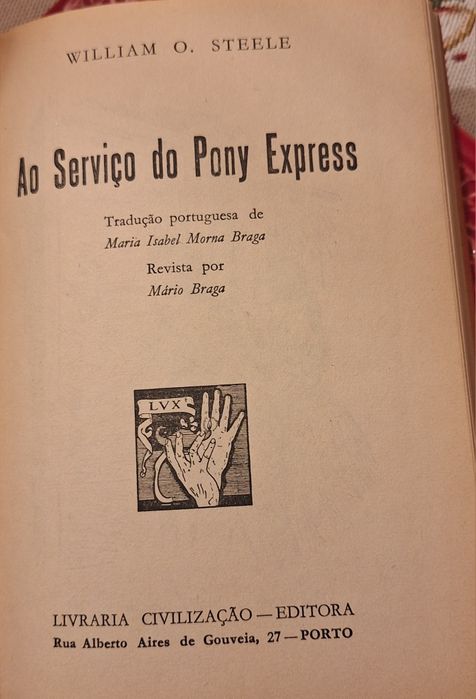 WILLIAM O. STEELE
Ao Serviço do Pony Express
Tradução portuguesa de
Maria Isabel Morna Braga
Revista por
Mário Braga
LVX
LIVRARIA CIVILIZAÇÃO — EDITORA
Rua Alberto Aires de Gouveia, 27 — PORTO